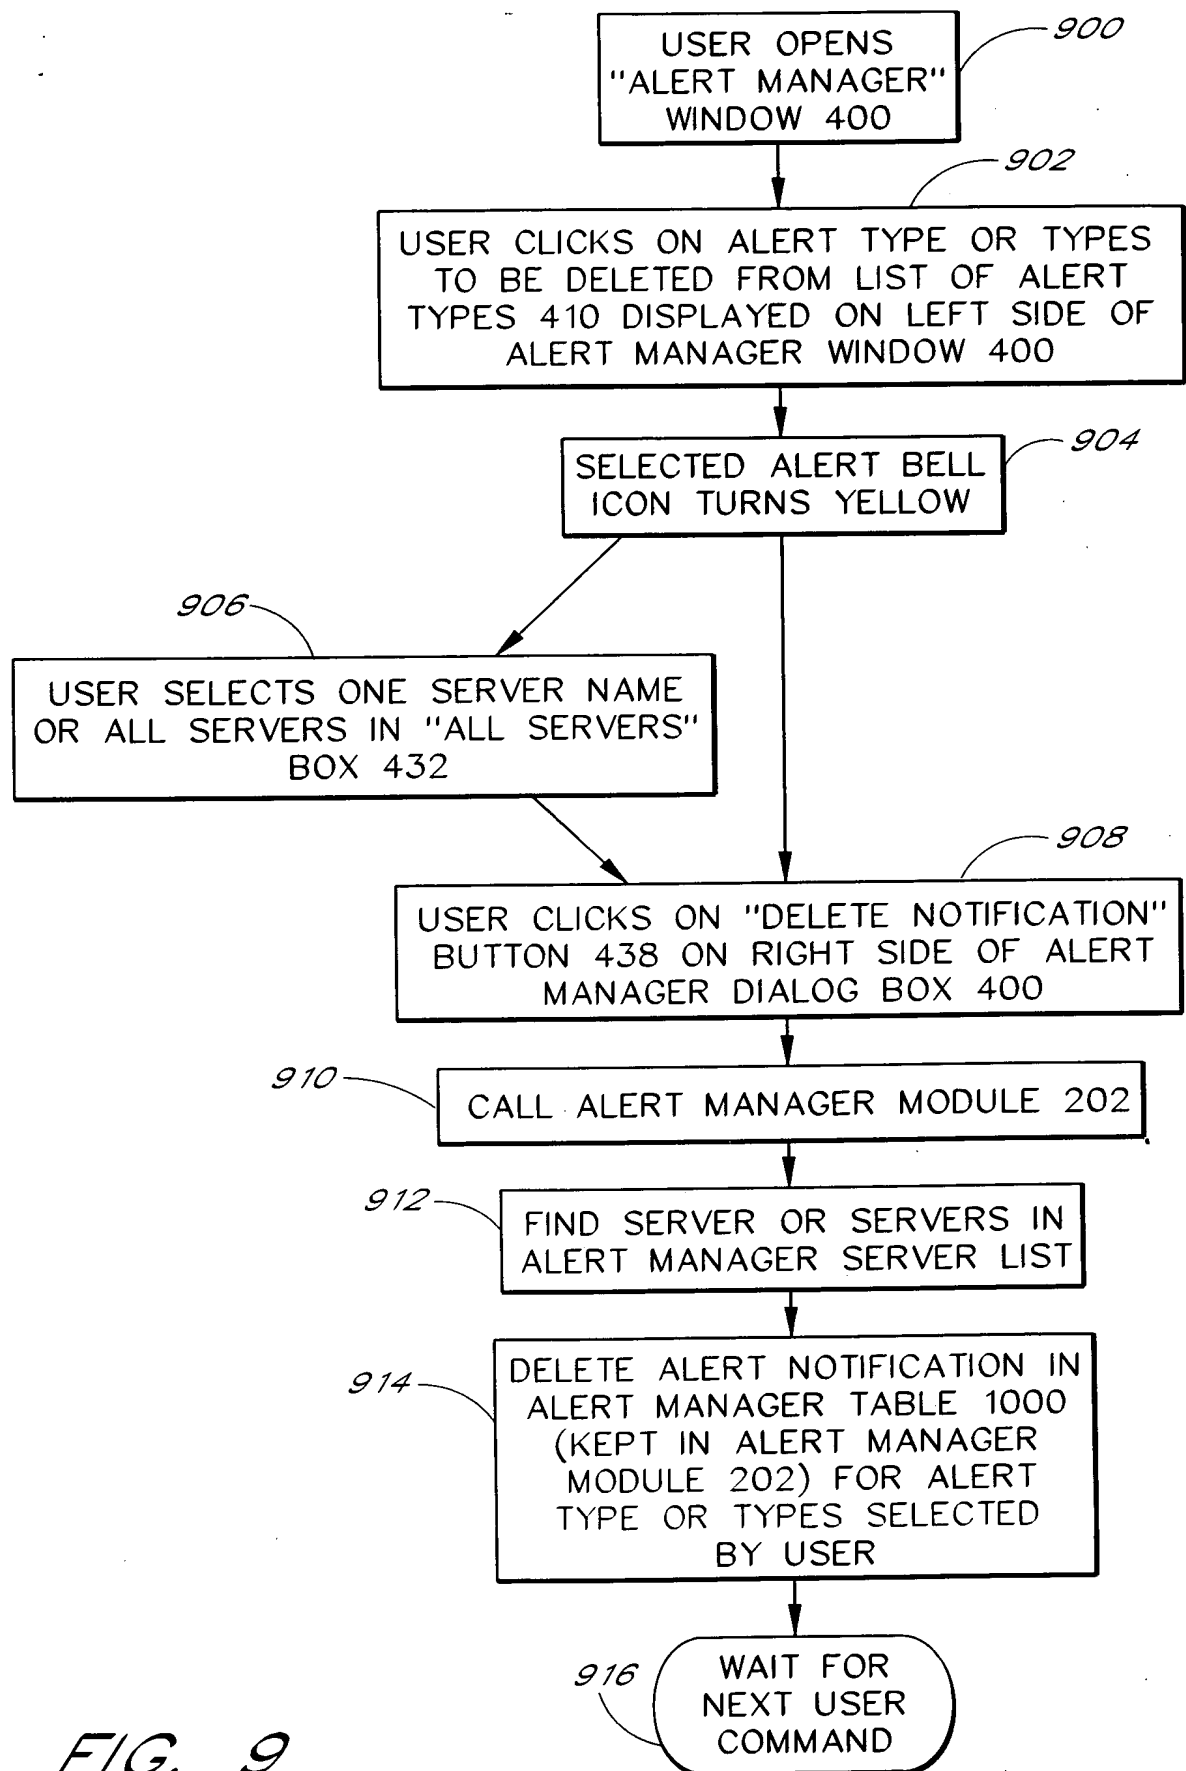 USER OPENS
"ALERT MANAGER"
WINDOW 400
900
902
USER CLICKS ON ALERT TYPE OR TYPES
TO BE DELETED FROM LIST OF ALERT
TYPES 410 DISPLAYED ON LEFT SIDE OF
ALERT MANAGER WINDOW 400
904
SELECTED ALERT BELL
ICON TURNS YELLOW
906
USER SELECTS ONE SERVER NAME
OR ALL SERVERS IN "ALL SERVERS"
BOX 432
908
USER CLICKS ON "DELETE NOTIFICATION"
BUTTON 438 ON RIGHT SIDE OF ALERT
MANAGER DIALOG BOX 400
910
CALL ALERT MANAGER MODULE 202
912
FIND SERVER OR SERVERS IN
ALERT MANAGER SERVER LIST
914
DELETE ALERT NOTIFICATION IN
ALERT MANAGER TABLE 1000
(KEPT IN ALERT MANAGER
MODULE 202) FOR ALERT
TYPE OR TYPES SELECTED
BY USER
916
WAIT FOR
NEXT USER
COMMAND
FIG. 9